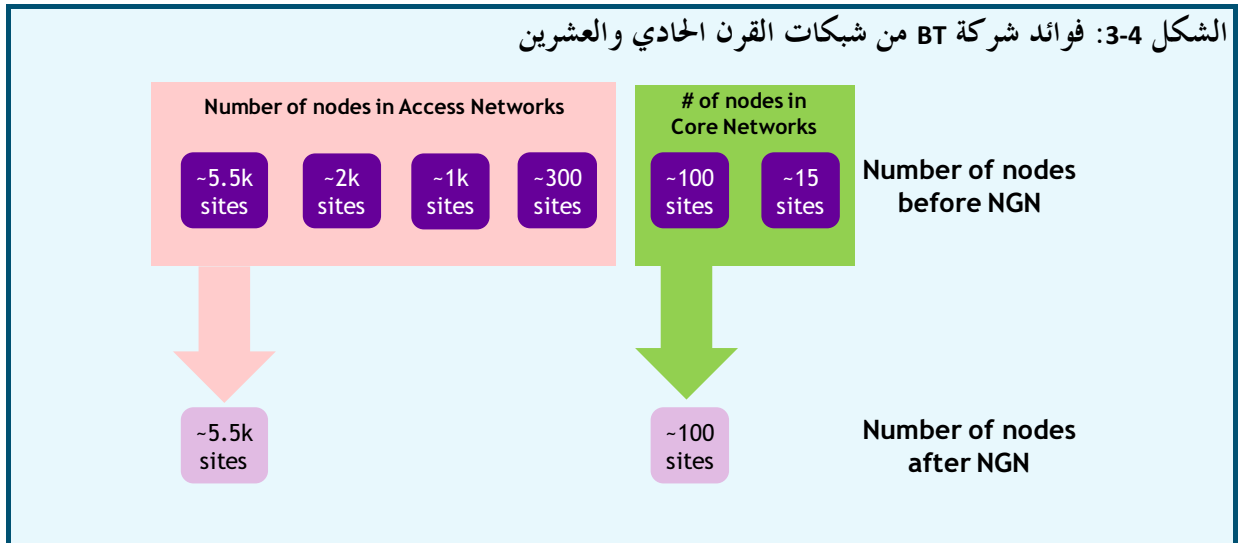 الشكل 4-3: فوائد شركة BT من شبكات القرن الحادي والعشرين
Number of nodes in Access Networks
# of nodes in
Core Networks
~5.5k
sites
~2k
sites
~1k
sites
~300
sites
~100
sites
~15
sites
Number of nodes
before NGN
~5.5k
sites
~100
sites
Number of nodes
after NGN